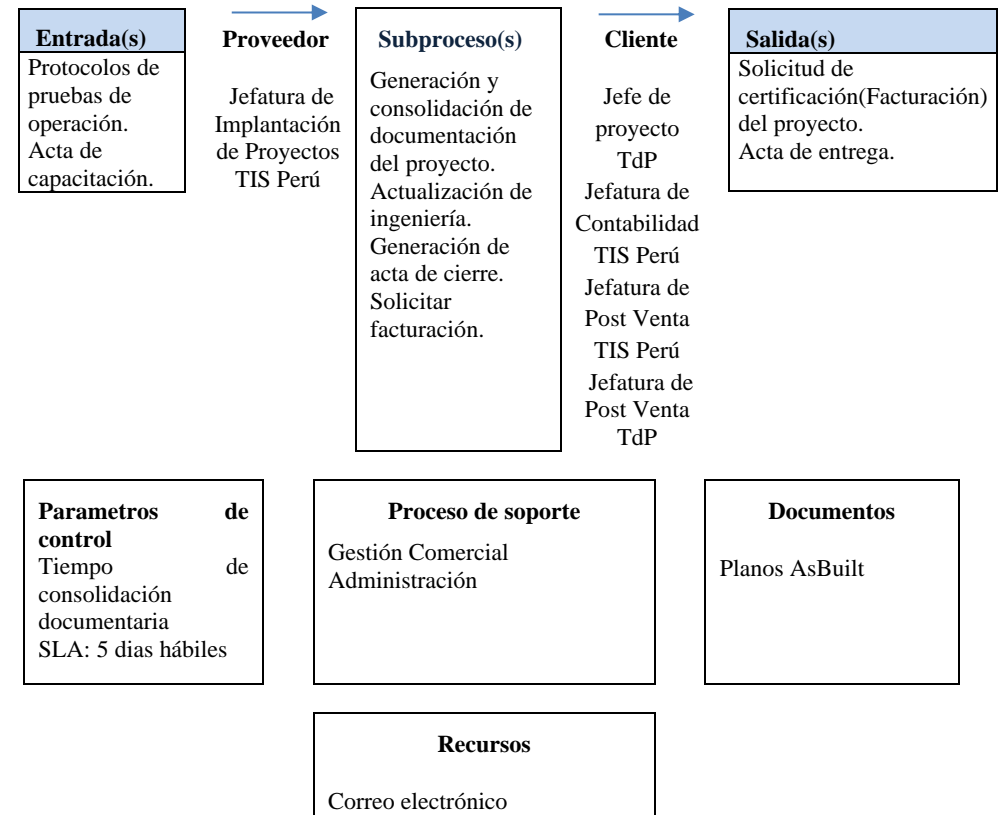 Entrada(s)
Protocolos de
pruebas de
operación.
Acta de
capacitación.
Proveedor
Jefatura de
Implantación
de Proyectos
TIS Perú
Subproceso(s)
Generación y
consolidación de
documentación
del proyecto.
Actualización de
ingeniería.
Generación de
acta de cierre.
Solicitar
facturación.
Cliente
Jefe de
proyecto
TdP
Jefatura de
Contabilidad
TIS Perú
Jefatura de
Post Venta
TIS Perú
Jefatura de
Post Venta
TdP
Salida(s)
Solicitud de
certificación(Facturación)
del proyecto.
Acta de entrega.
Parametros de
control
Tiempo de
consolidación
documentaria
SLA: 5 dias hábiles
Proceso de soporte
Gestión Comercial
Administración
Documentos
Planos AsBuilt
Recursos
Correo electrónico